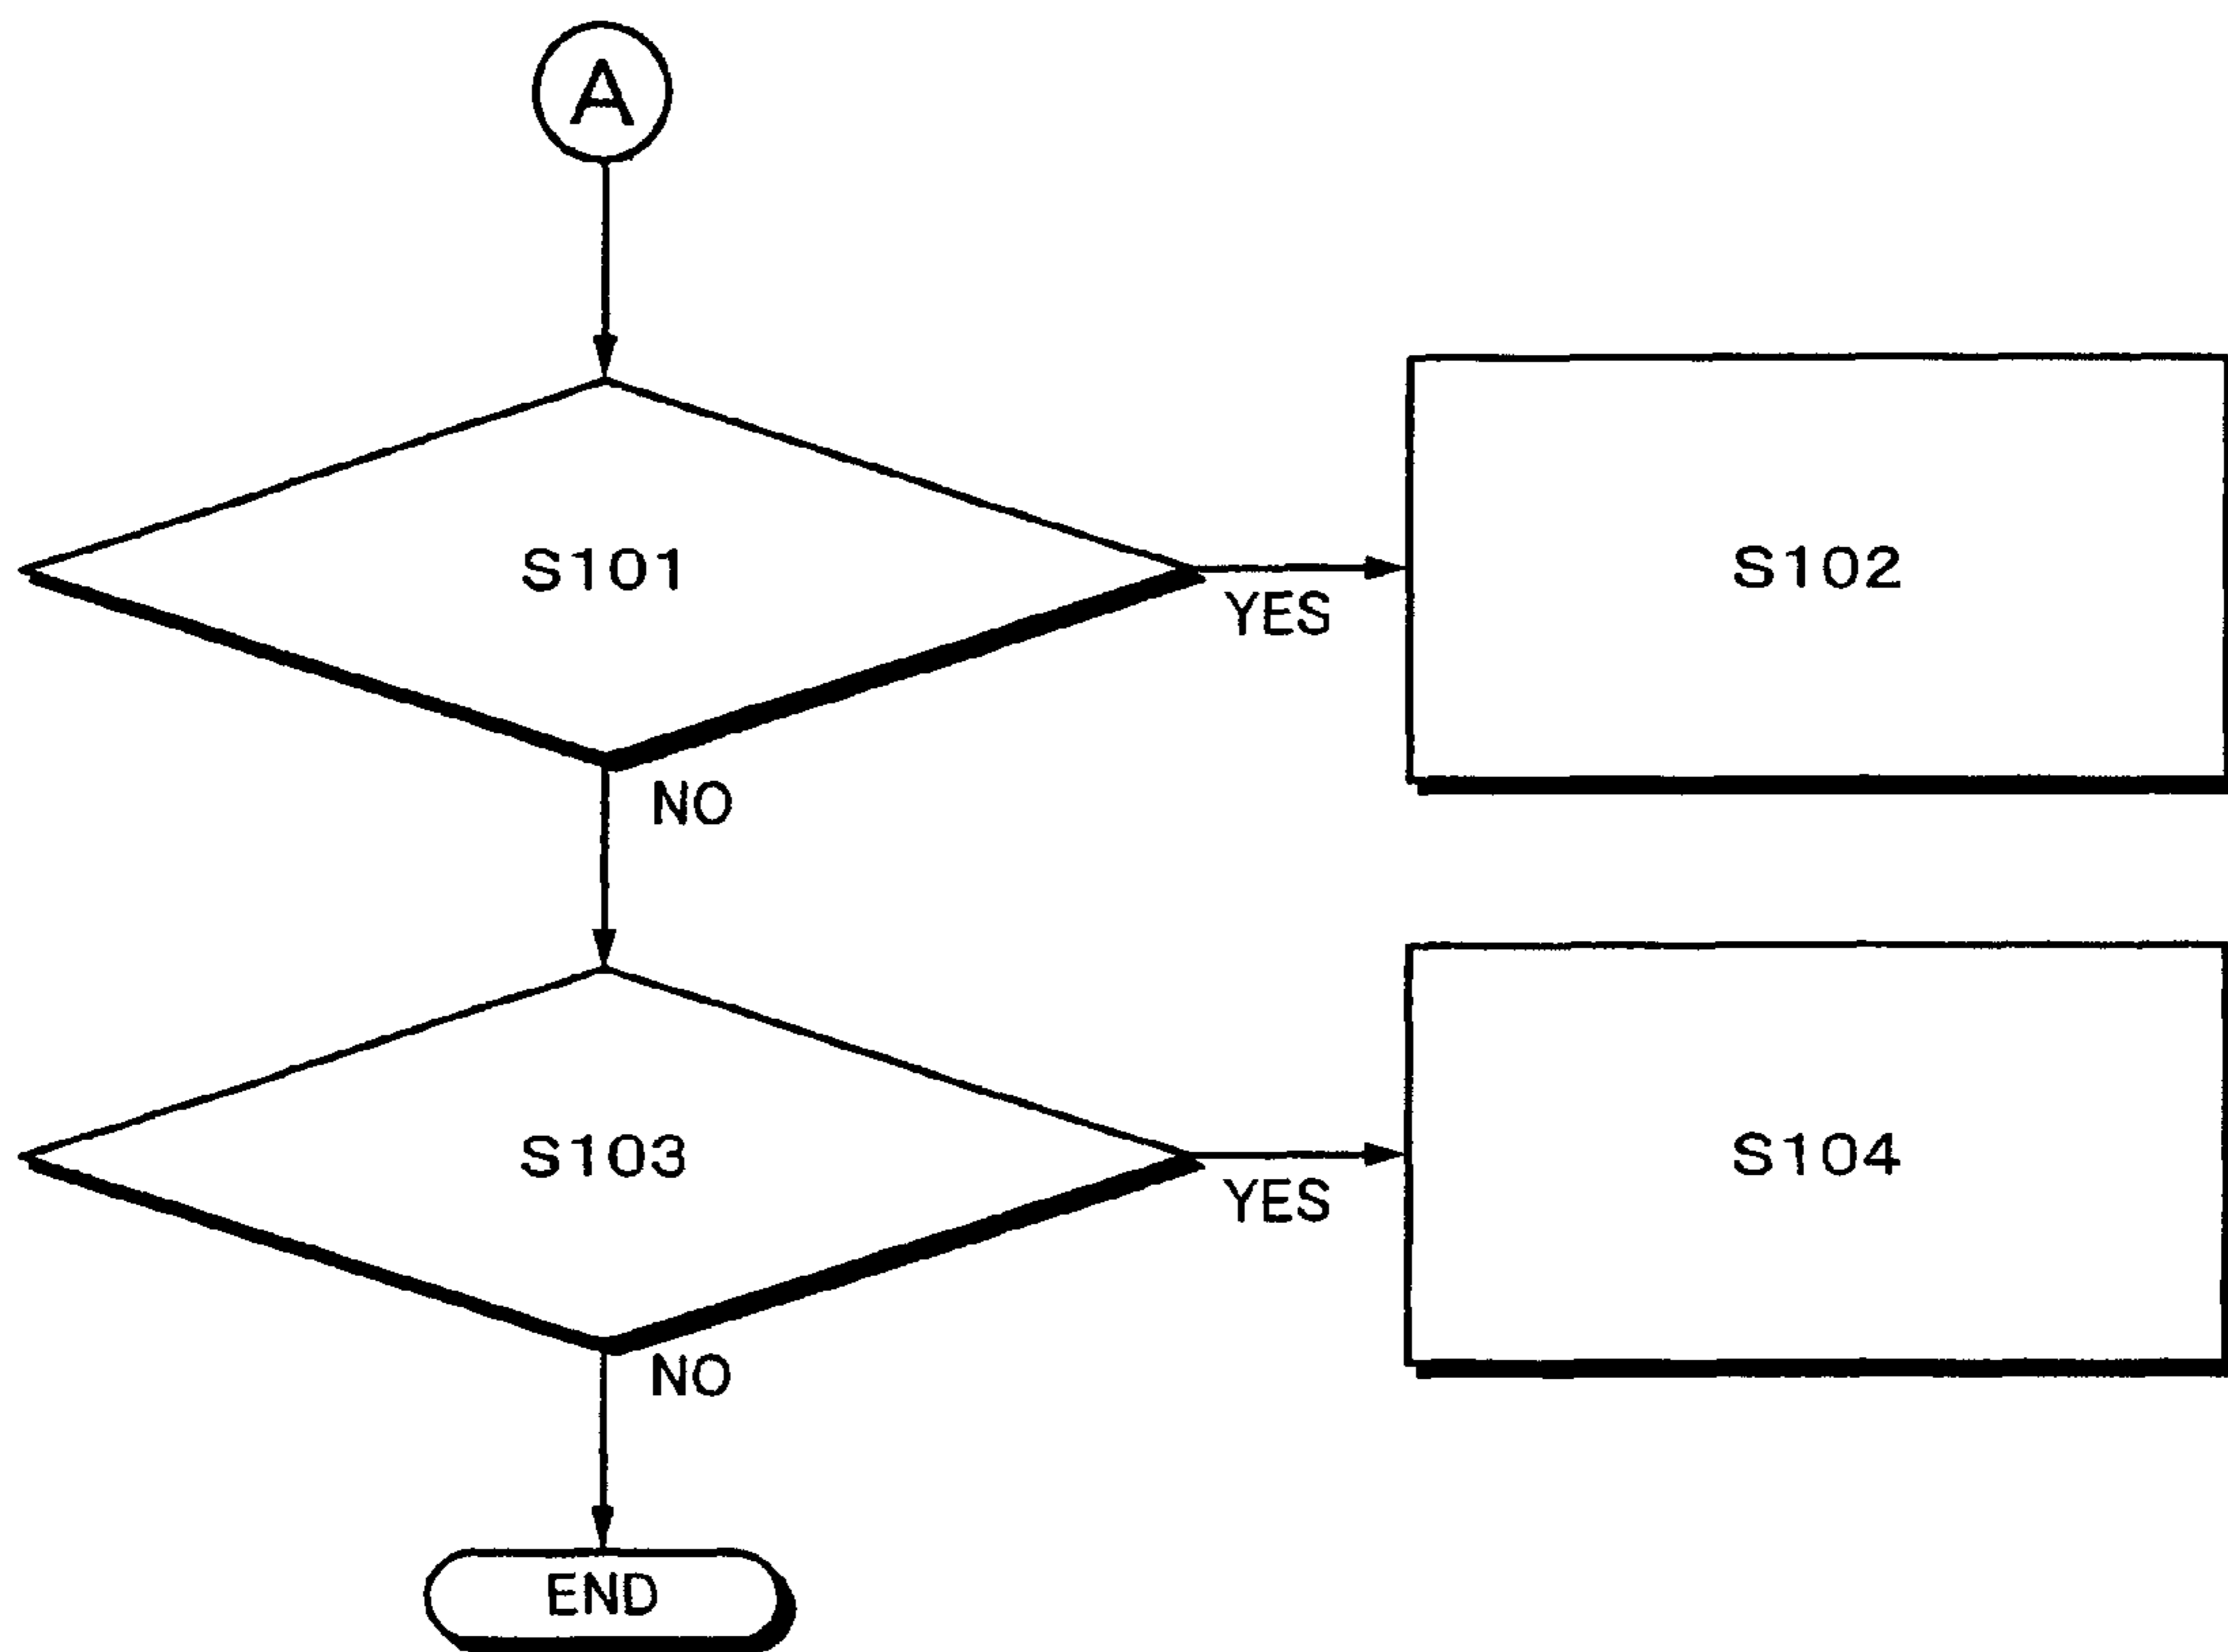 A
S101
YES
S102
NO
S103
YES
S104
NO
END